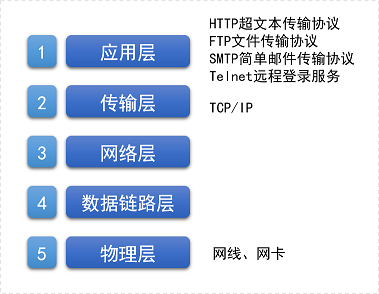 HTTP超文本传输协议
1 应用层 FTP文件传输协议
SMTP简单邮件传输协议
Telnet远程登录服务
2 传输层 TCP/IP
3 网络层
4 数据链路层
5 物理层 网线、网卡